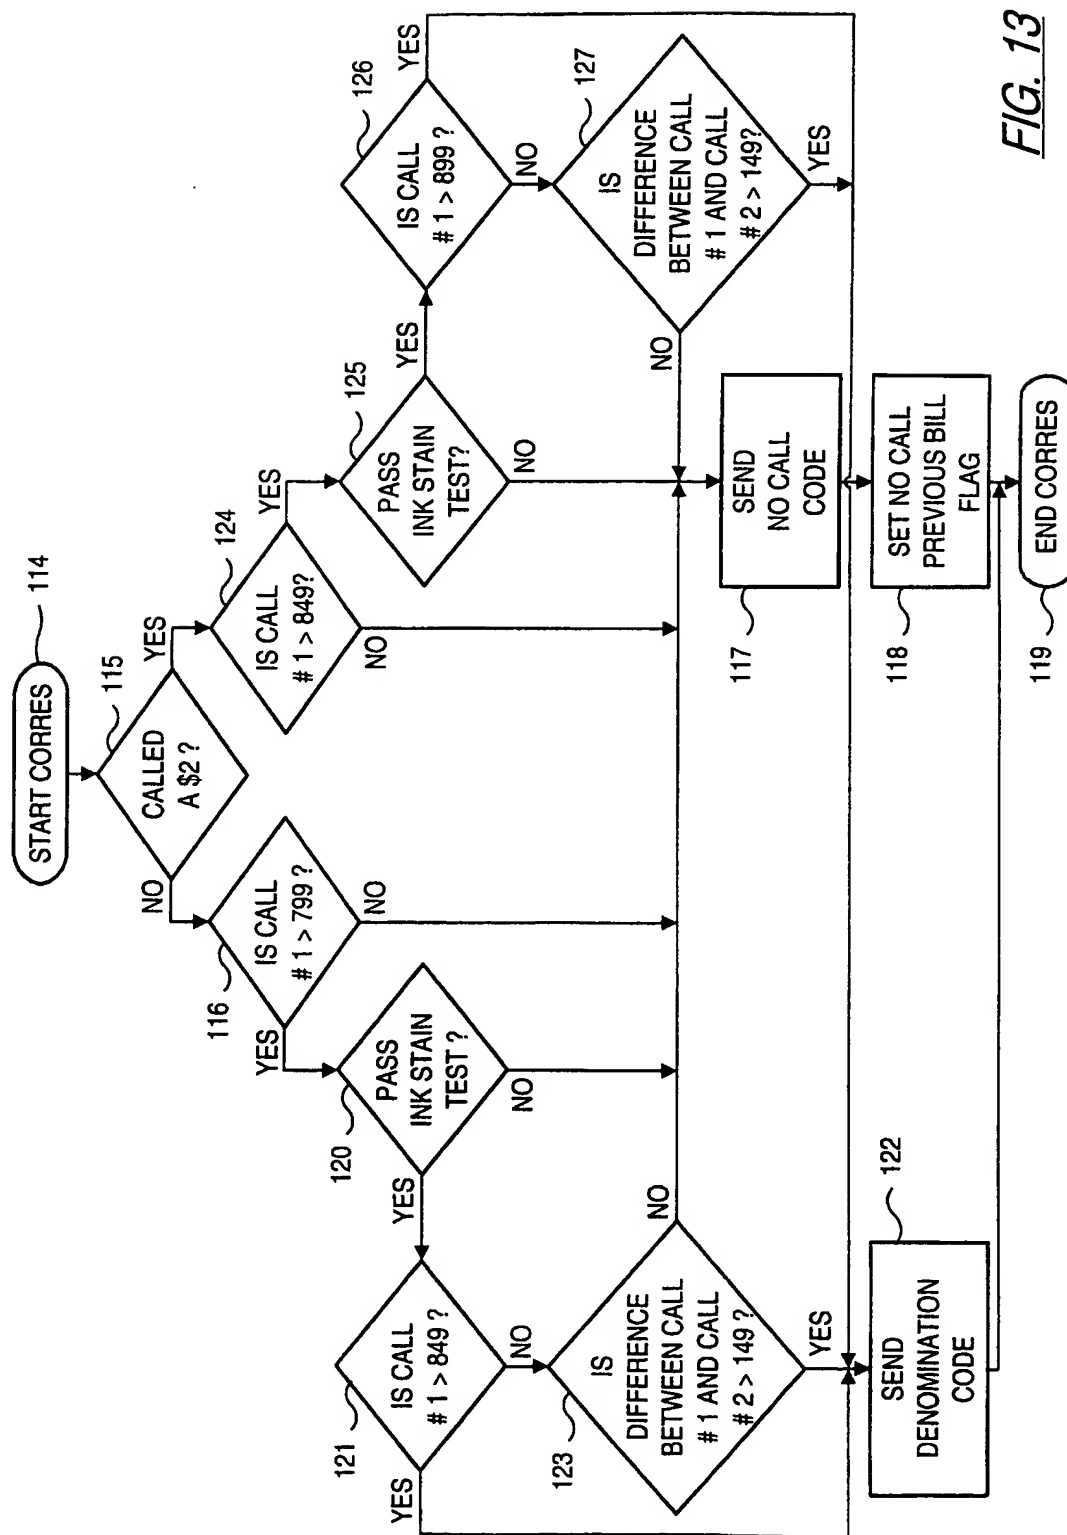 START CORRES
114
CALLED
A $2 ?
115
NO
YES
IS CALL
# 1 > 799 ?
116
YES
NO
IS CALL
# 1 > 849?
124
YES
NO
PASS
INK STAIN
TEST ?
120
YES
NO
PASS
INK STAIN
TEST?
125
YES
NO
IS CALL
# 1 > 849 ?
121
YES
NO
IS CALL
# 1 > 899 ?
126
YES
NO
IS
DIFFERENCE
BETWEEN CALL
# 1 AND CALL
# 2 > 149 ?
123
NO
YES
IS
DIFFERENCE
BETWEEN CALL
# 1 AND CALL
# 2 > 149?
127
NO
YES
SEND
NO CALL
CODE
117
SEND
DENOMINATION
CODE
122
SET NO CALL
PREVIOUS BILL
FLAG
118
END CORRES
119
FIG. 13